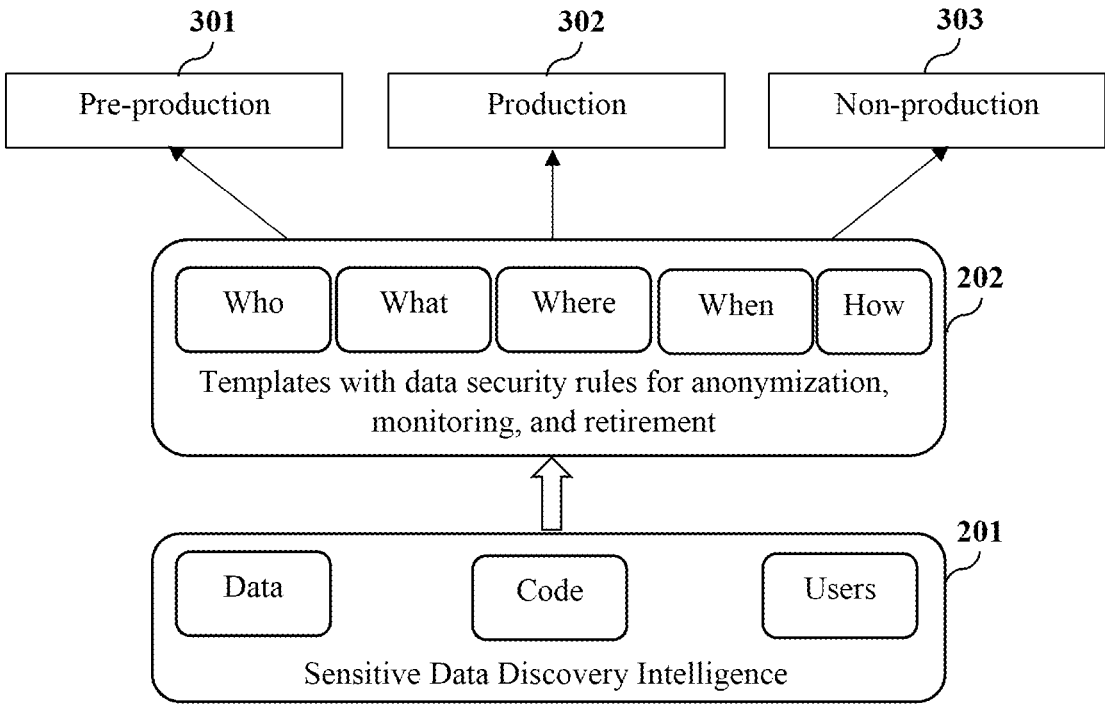 301 302 303
Pre-production Production Non-production
202
Who What Where When How
Templates with data security rules for anonymization,
monitoring, and retirement
201
Data Code Users
Sensitive Data Discovery Intelligence